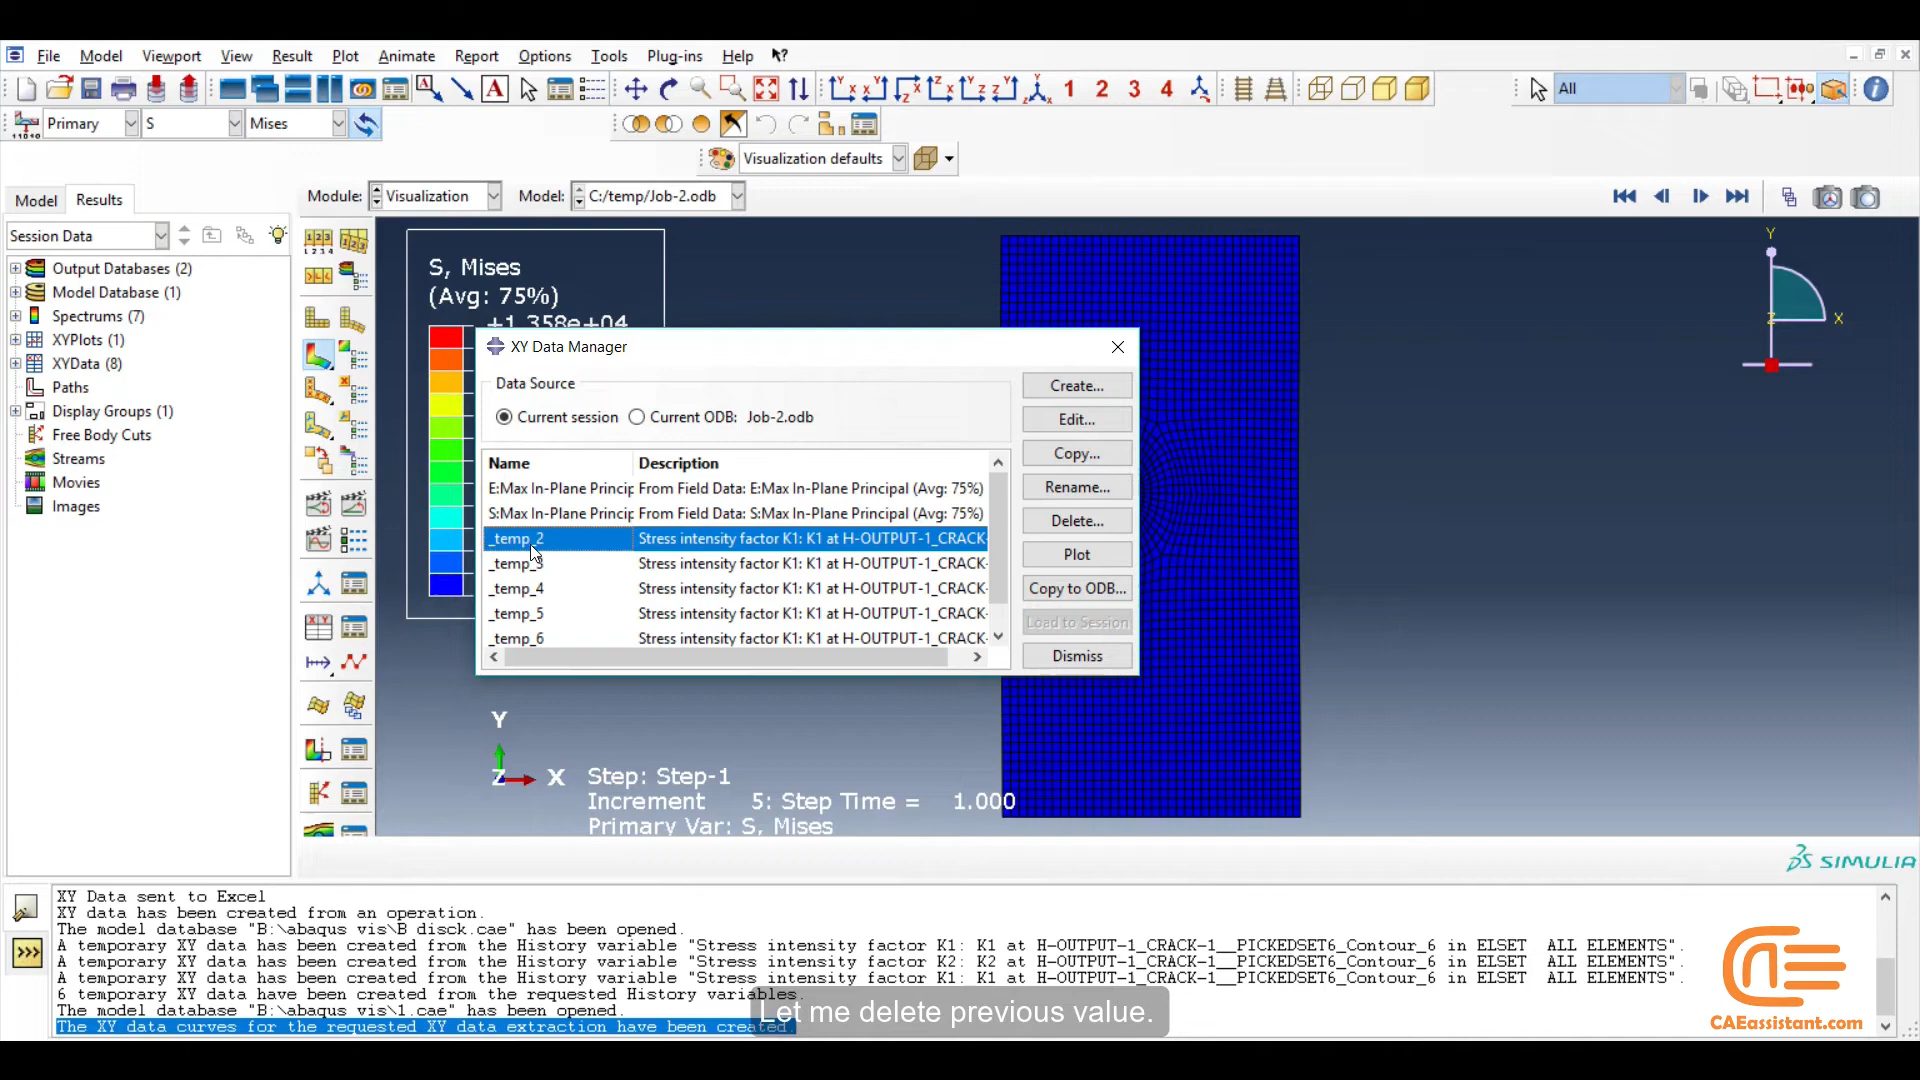 File Model Viewport View Result Plot Animate Report Options Tools Plug-ins Help
1 2 3 4
All
Primary S Mises
Visualization defaults
Model Results
Module: Visualization Model: C:/temp/Job-2.odb
Session Data
Output Databases (2)
Model Database (1)
Spectrums (7)
XYPlots (1)
XYData (8)
Paths
Display Groups (1)
Free Body Cuts
Streams
Movies
Images
S, Mises
(Avg: 75%)
+1.358e+04
XY Data Manager
Data Source
Current session Current ODB: Job-2.odb
Name Description
E:Max In-Plane Princip From Field Data: E:Max In-Plane Principal (Avg: 75%)
S:Max In-Plane Princip From Field Data: S:Max In-Plane Principal (Avg: 75%)
_temp_2 Stress intensity factor K1: K1 at H-OUTPUT-1_CRACK-
_temp_3 Stress intensity factor K1: K1 at H-OUTPUT-1_CRACK-
_temp_4 Stress intensity factor K1: K1 at H-OUTPUT-1_CRACK-
_temp_5 Stress intensity factor K1: K1 at H-OUTPUT-1_CRACK-
_temp_6 Stress intensity factor K1: K1 at H-OUTPUT-1_CRACK-
Create...
Edit...
Copy...
Rename...
Delete...
Plot
Copy to ODB...
Load to Session
Dismiss
Y
X
Z
Y
Z X
Step: Step-1
Increment 5: Step Time = 1.000
Primary Var: S, Mises
SIMULIA
XY Data sent to Excel
XY data has been created from an operation.
The model database "B:\abaqus vis\B disck.cae" has been opened.
A temporary XY data has been created from the History variable "Stress intensity factor K1: K1 at H-OUTPUT-1_CRACK-1__PICKEDSET6_Contour_6 in ELSET ALL ELEMENTS".
A temporary XY data has been created from the History variable "Stress intensity factor K2: K2 at H-OUTPUT-1_CRACK-1__PICKEDSET6_Contour_6 in ELSET ALL ELEMENTS".
A temporary XY data has been created from the History variable "Stress intensity factor K1: K1 at H-OUTPUT-1_CRACK-1__PICKEDSET6_Contour_6 in ELSET ALL ELEMENTS".
6 temporary XY data have been created from the requested History variables.
The model database "B:\abaqus vis\1.cae" has been opened.
The XY data curves for the requested XY data extraction have been created.
Let me delete previous value.
CAEassistant.com